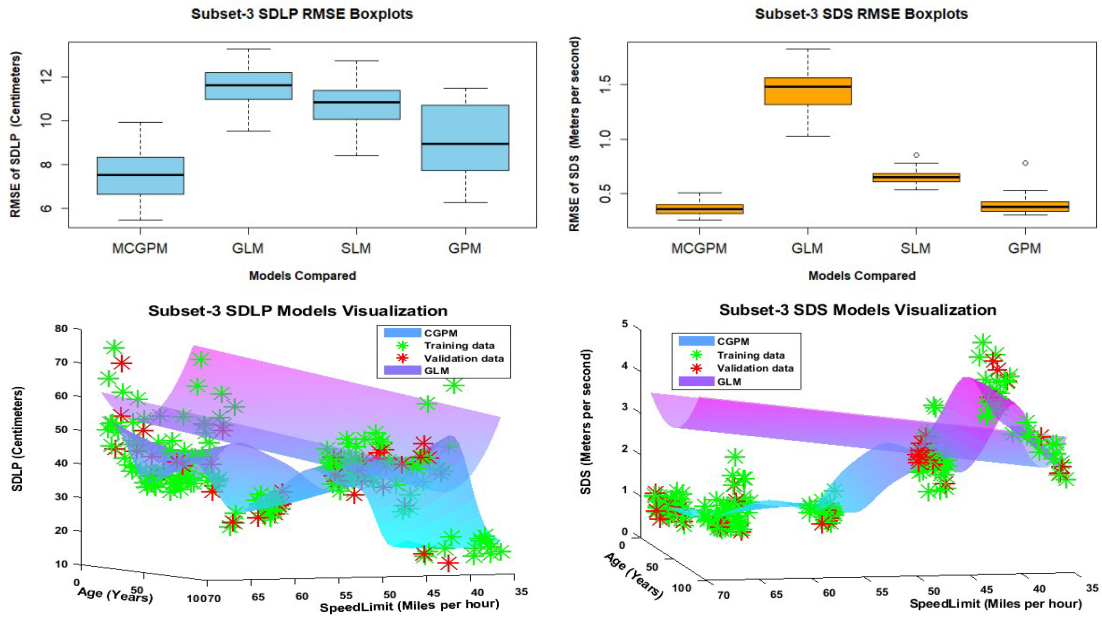 Subset-3 SDLP RMSE Boxplots
RMSE of SDLP (Centimeters)
12
10
8
6
MCGPM GLM SLM GPM
Models Compared
Subset-3 SDS RMSE Boxplots
RMSE of SDS (Meters per second)
1.5
1.0
0.5
MCGPM GLM SLM GPM
Models Compared
Subset-3 SDLP Models Visualization
CGPM
Training data
Validation data
GLM
SDLP (Centimeters)
80
70
60
50
40
30
20
10
0 50 100
Age (Years)
70 65 60 55 50 45 40 35
SpeedLimit (Miles per hour)
Subset-3 SDS Models Visualization
CGPM
Training data
Validation data
GLM
SDS (Meters per second)
5
4
3
2
1
0
0 50 100
Age (Years)
70 65 60 55 50 45 40 35
SpeedLimit (Miles per hour)